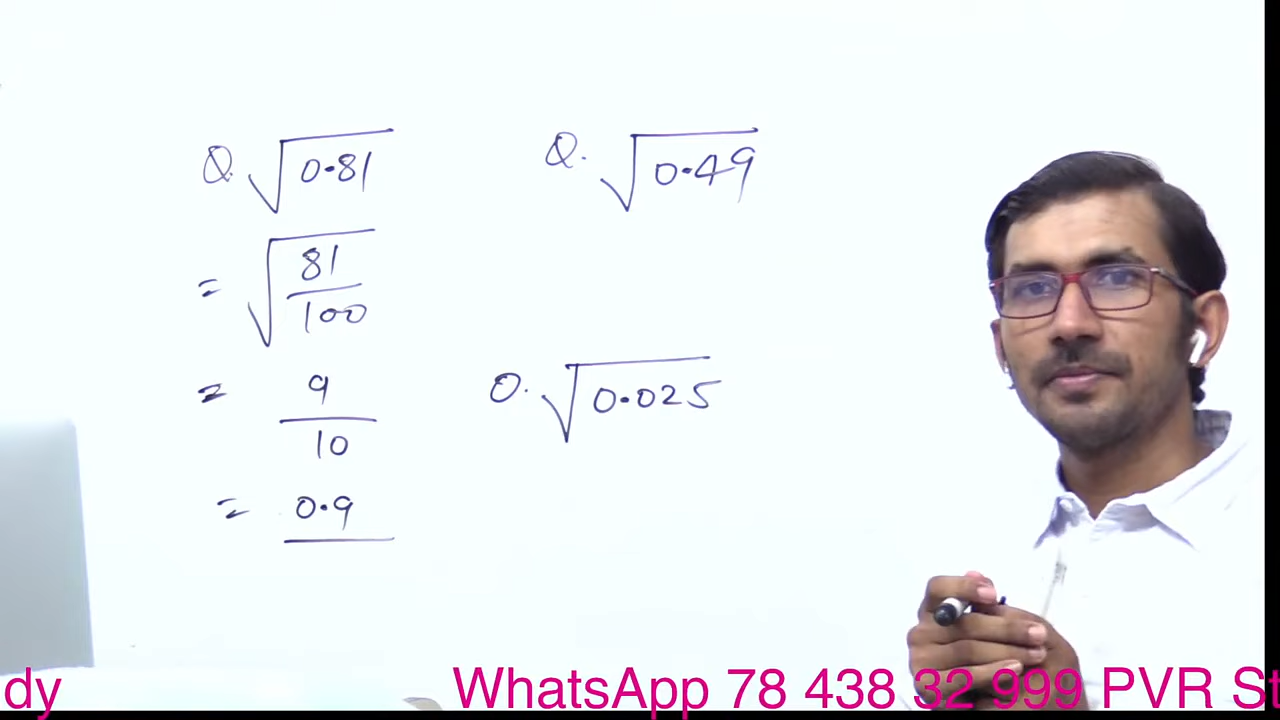 Q. √0.81
= √81/100
= 9/10
= 0.9
Q. √0.49
Q. √0.025
dy WhatsApp 78 438 32 999 PVR St